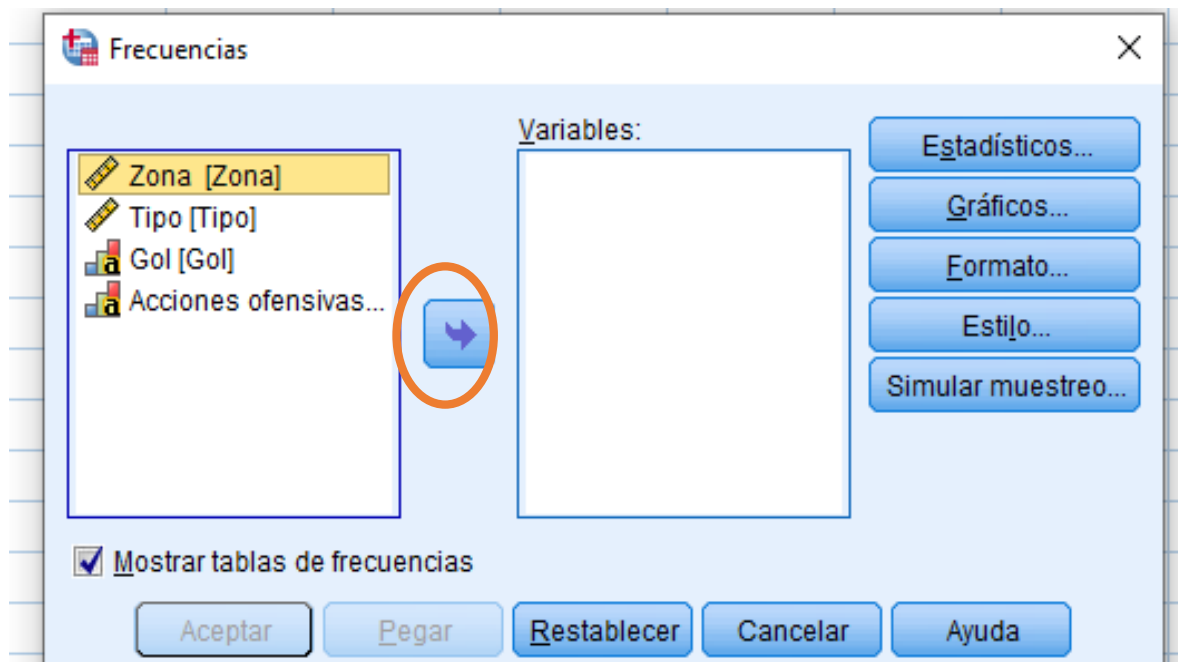 Frecuencias
Variables:
Zona [Zona]
Tipo [Tipo]
Gol [Gol]
Acciones ofensivas...
Estadísticos...
Gráficos...
Formato...
Estilo...
Simular muestreo...
Mostrar tablas de frecuencias
Aceptar
Pegar
Restablecer
Cancelar
Ayuda